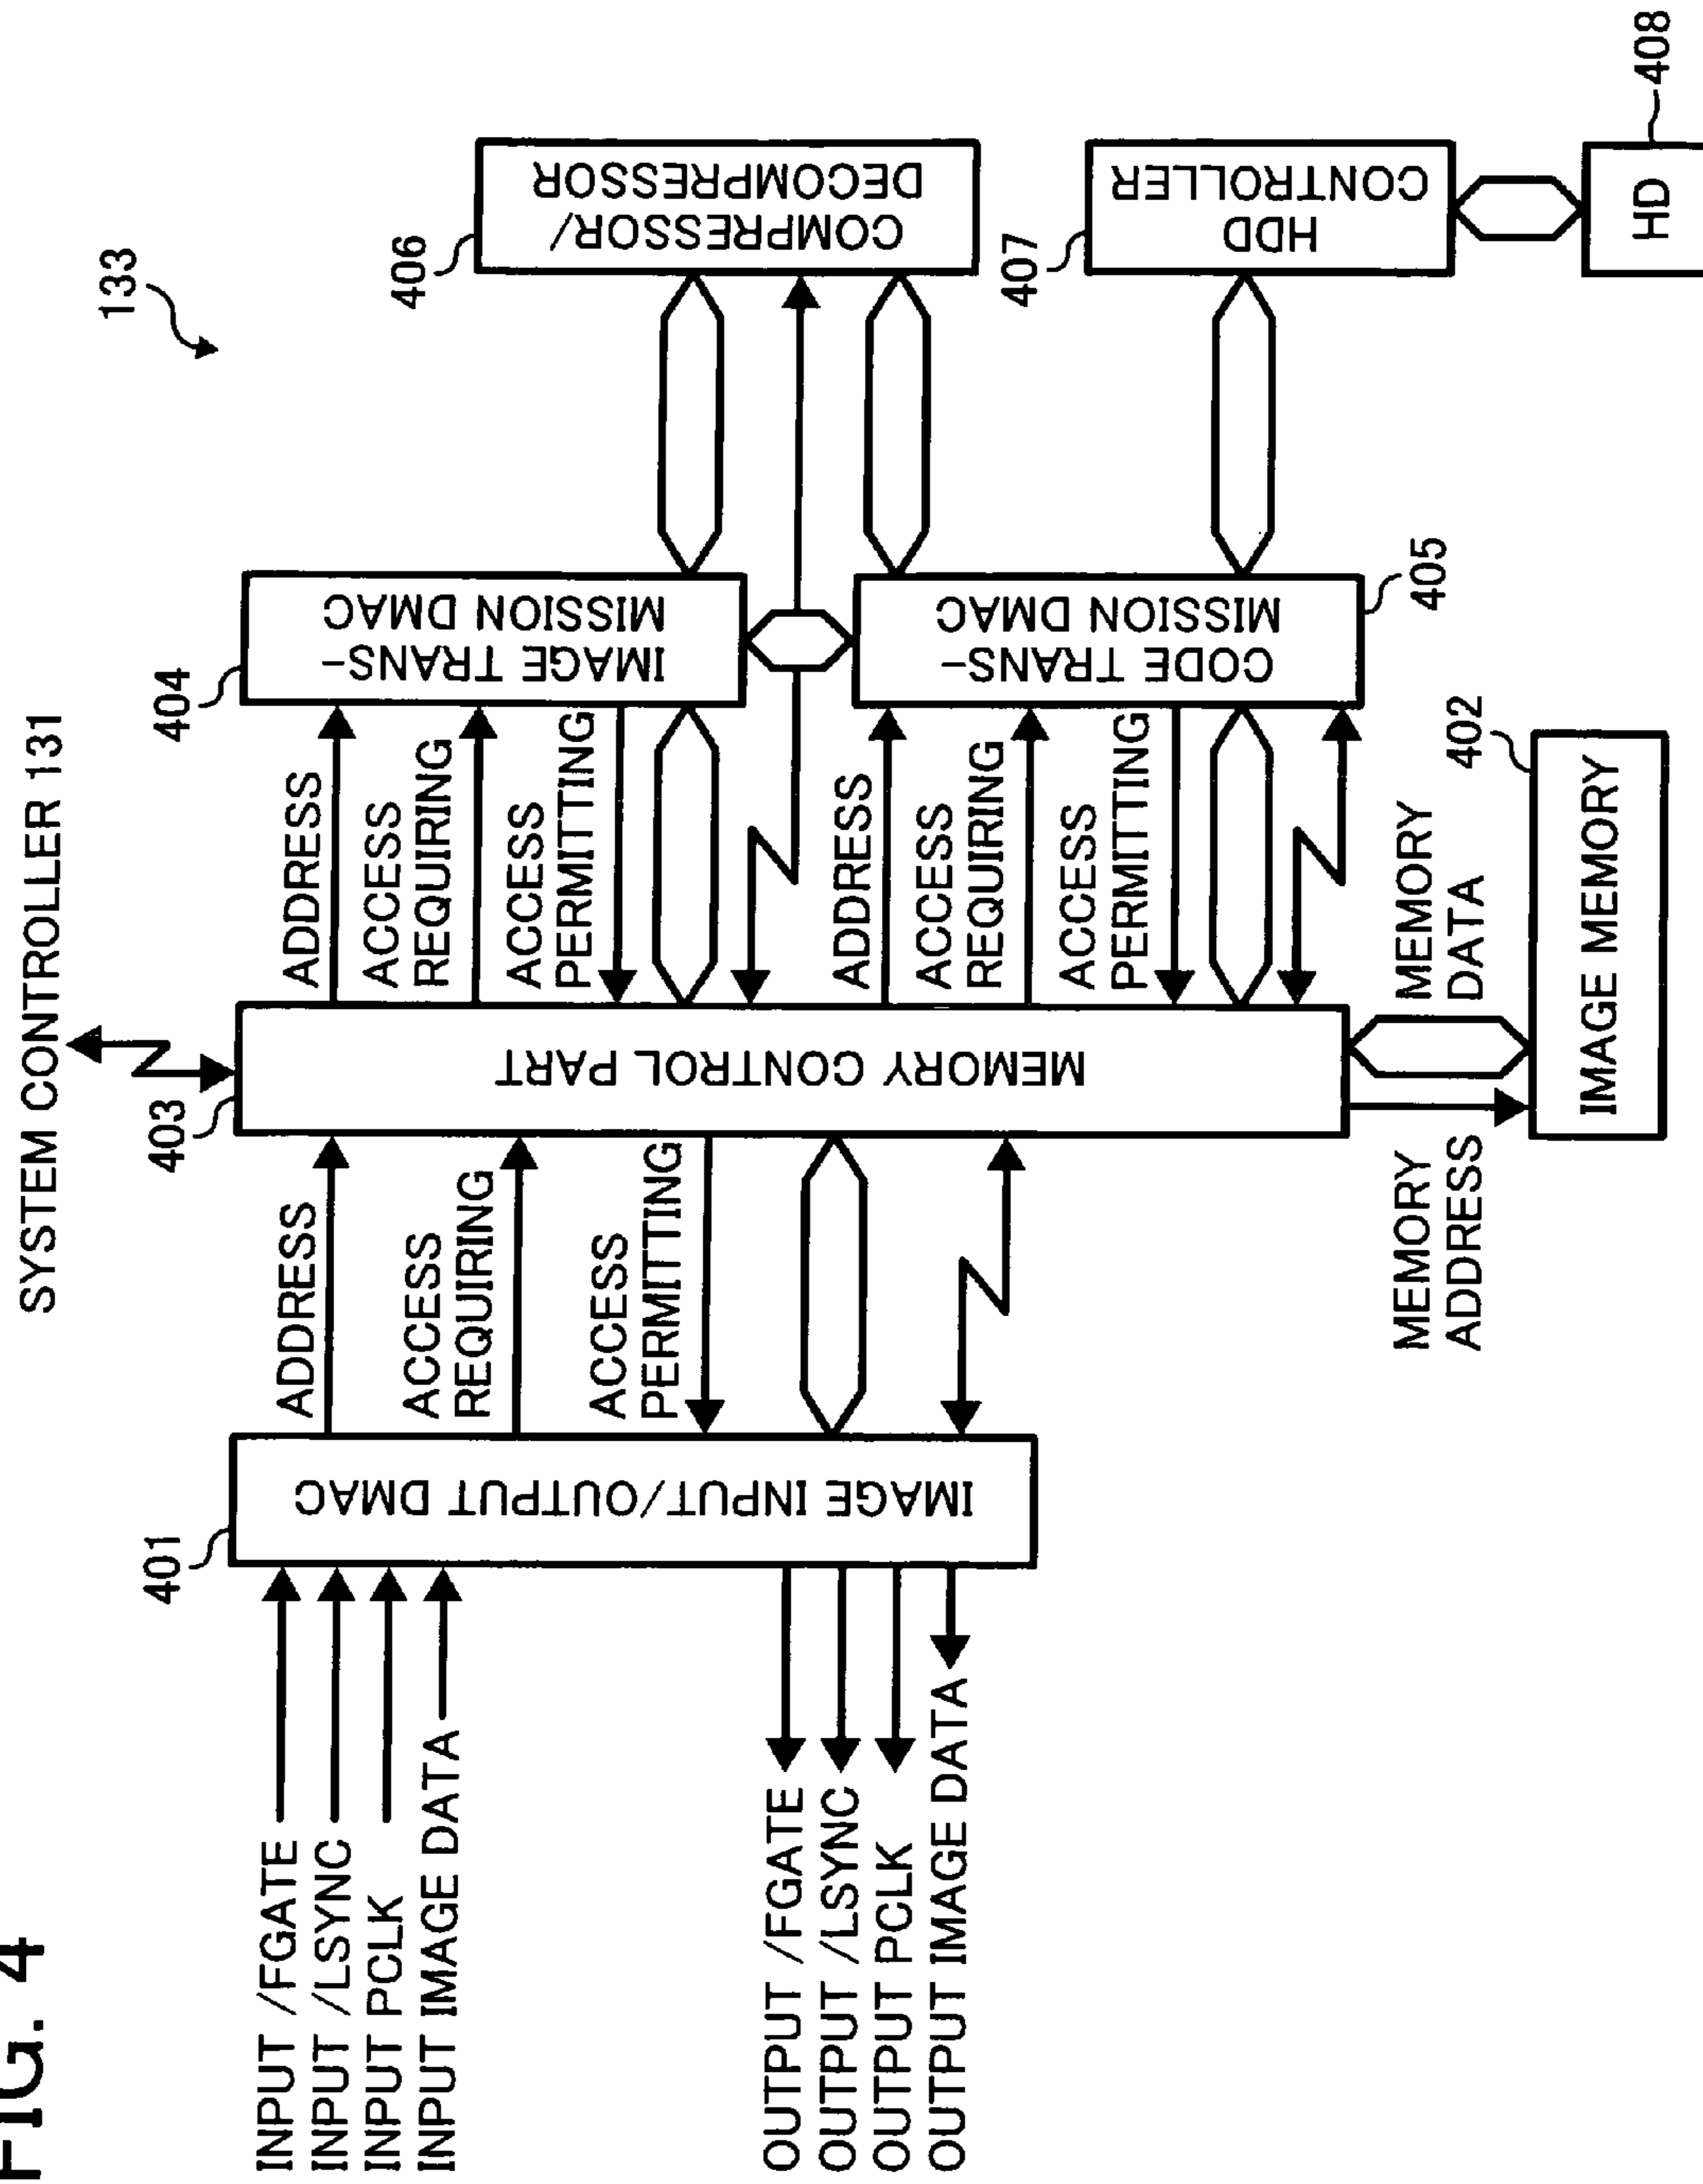 FIG. 4
SYSTEM CONTROLLER 131
133
INPUT /FGATE
INPUT /LSYNC
INPUT PCLK
INPUT IMAGE DATA
OUTPUT /FGATE
OUTPUT /LSYNC
OUTPUT PCLK
OUTPUT IMAGE DATA
401
IMAGE INPUT/OUTPUT DMAC
ADDRESS
ACCESS
REQUIRING
ACCESS
PERMITTING
403
MEMORY CONTROL PART
MEMORY
ADDRESS
MEMORY
DATA
402
IMAGE MEMORY
ADDRESS
ACCESS
REQUIRING
ACCESS
PERMITTING
ADDRESS
ACCESS
REQUIRING
ACCESS
PERMITTING
404
IMAGE TRANS-
MISSION DMAC
405
CODE TRANS-
MISSION DMAC
406
COMPRESSOR/
DECOMPRESSOR
407
HDD
CONTROLLER
408
HD